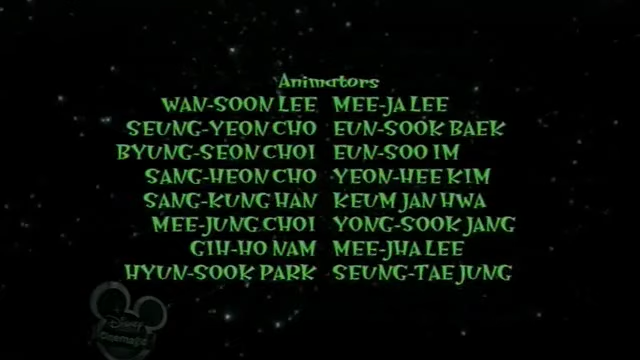 Animators
WAN-SOON LEE MEE-JA LEE
SEUNG-YEON CHO EUN-SOOK BAEK
BYUNG-SEON CHOI EUN-SOO IM
SANG-HEON CHO YEON-HEE KIM
SANG-KUNG HAN KEUM JAN HWA
MEE-JUNG CHOI YONG-SOOK JANG
GIH-HO NAM MEE-JHA LEE
HYUN-SOOK PARK SEUNG-TAE JUNG
Disney
Cinemagic